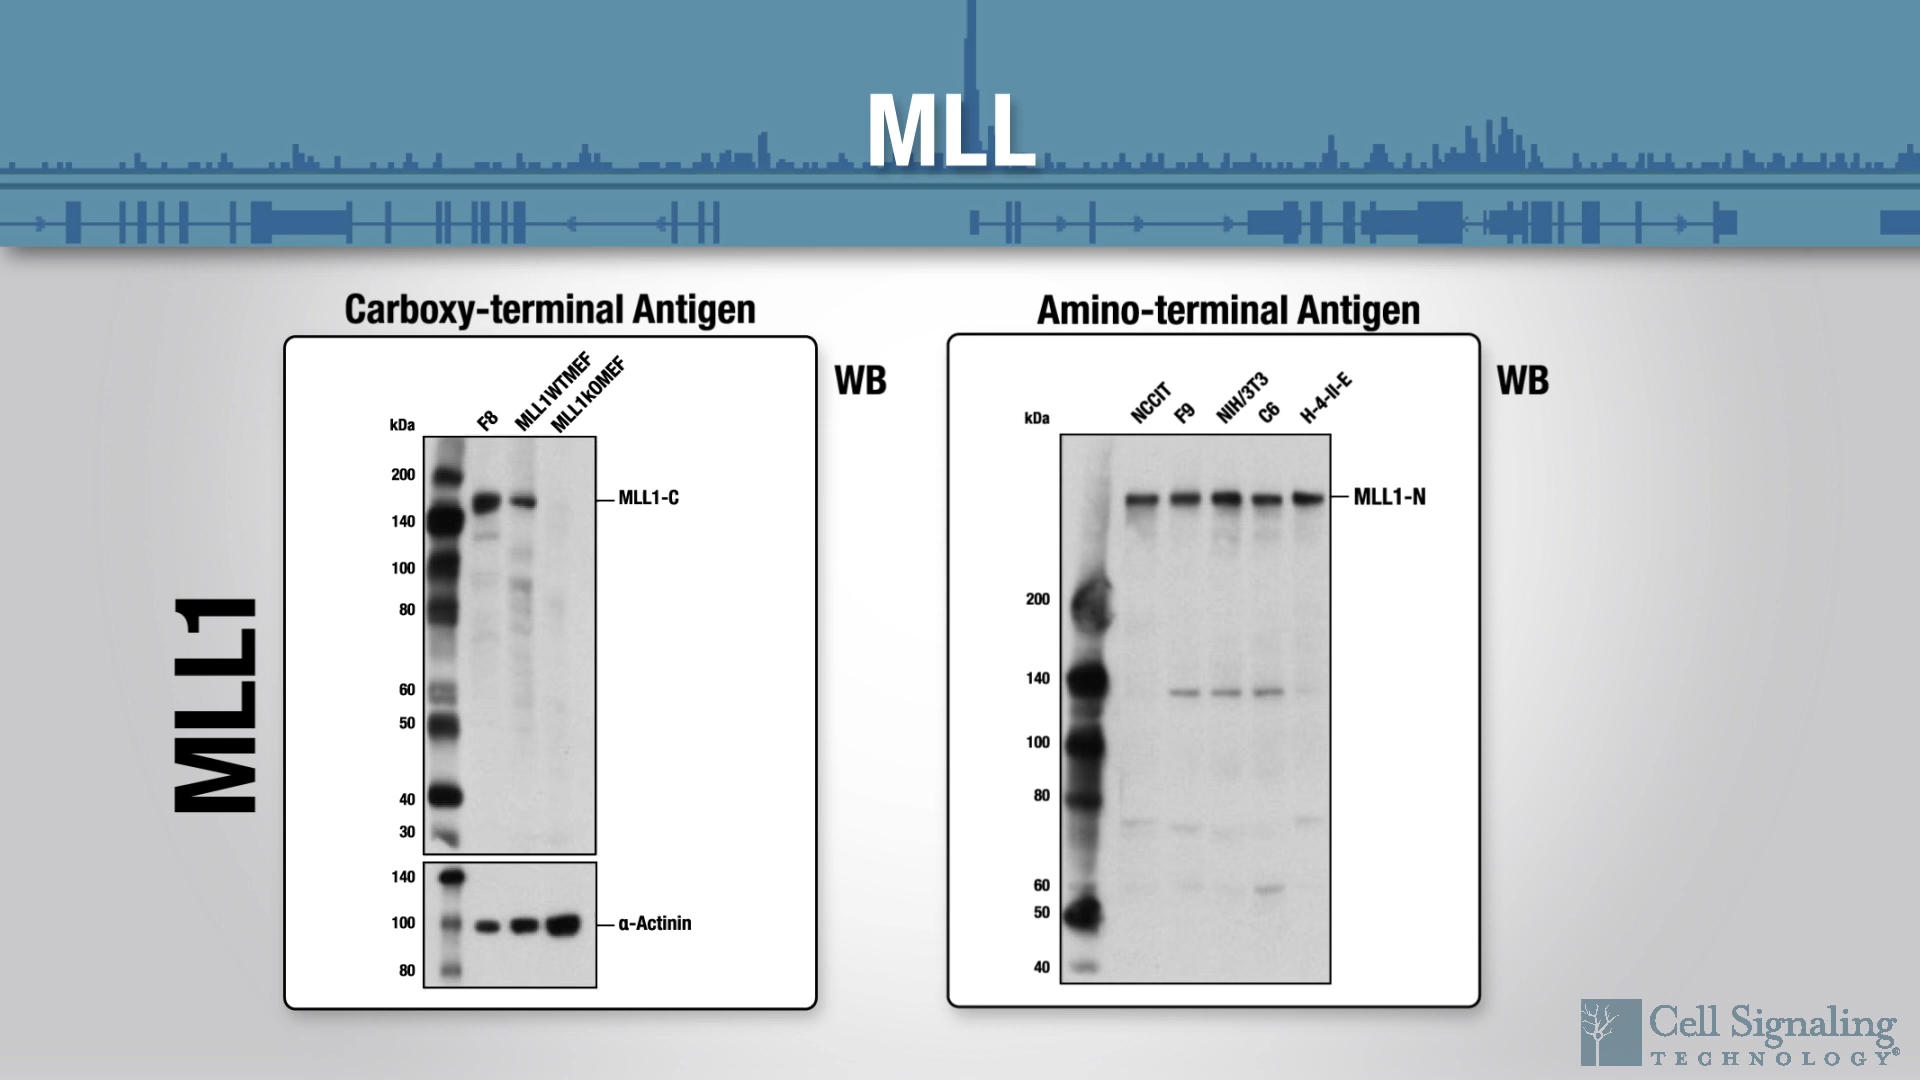 MLL
Carboxy-terminal Antigen
WB
kDa
F8
MLL1WTMEF
MLL1kOMEF
200
140
100
80
60
50
40
30
MLL1-C
140
100
80
α-Actinin
Amino-terminal Antigen
WB
kDa
NCCIT
F9
NIH/3T3
C6
H-4-II-E
MLL1-N
200
140
100
80
60
50
40
MLL1
Cell Signaling
TECHNOLOGY®